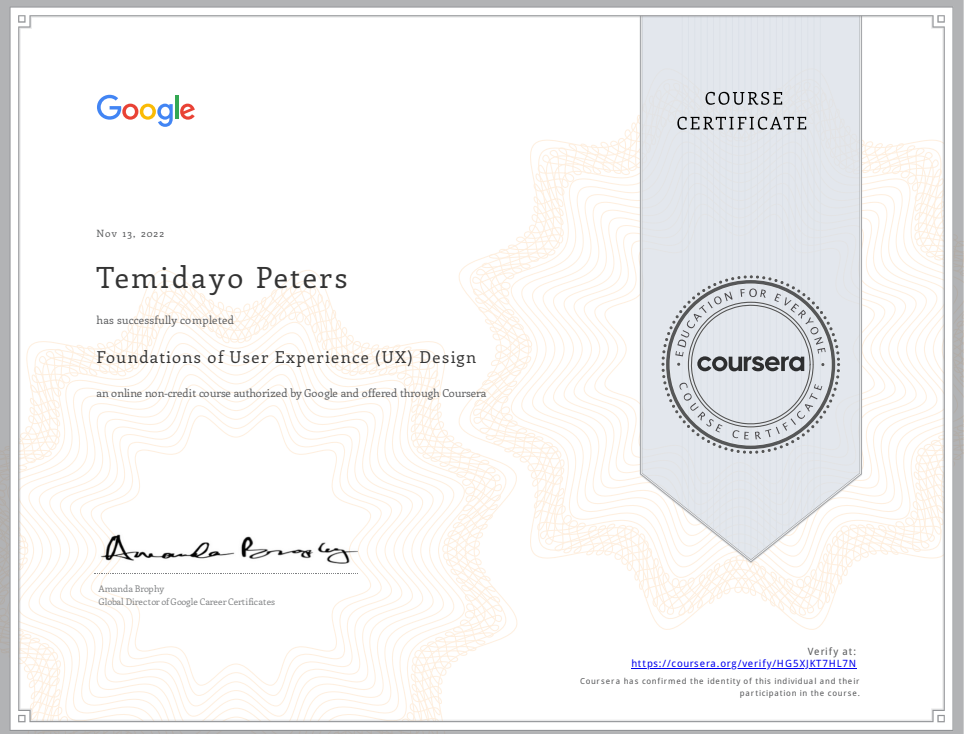 Google
COURSE
CERTIFICATE
Nov 13, 2022
Temidayo Peters
has successfully completed
Foundations of User Experience (UX) Design
an online non-credit course authorized by Google and offered through Coursera
EDUCATION FOR EVERYONE
coursera
COURSE CERTIFICATE
Amanda Brophy
Amanda Brophy
Global Director of Google Career Certificates
Verify at:
https://coursera.org/verify/HG5XJKT7HL7N
Coursera has confirmed the identity of this individual and their
participation in the course.